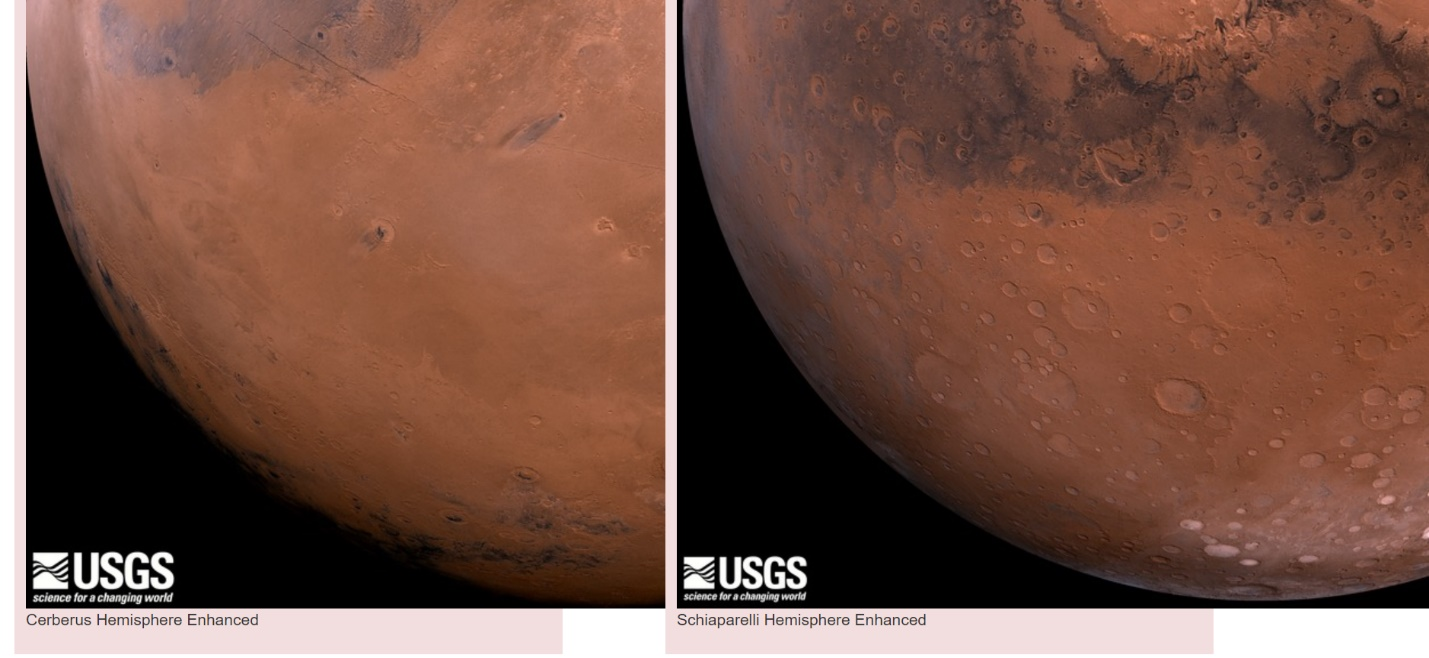 USGS
science for a changing world
Cerberus Hemisphere Enhanced
USGS
science for a changing world
Schiaparelli Hemisphere Enhanced